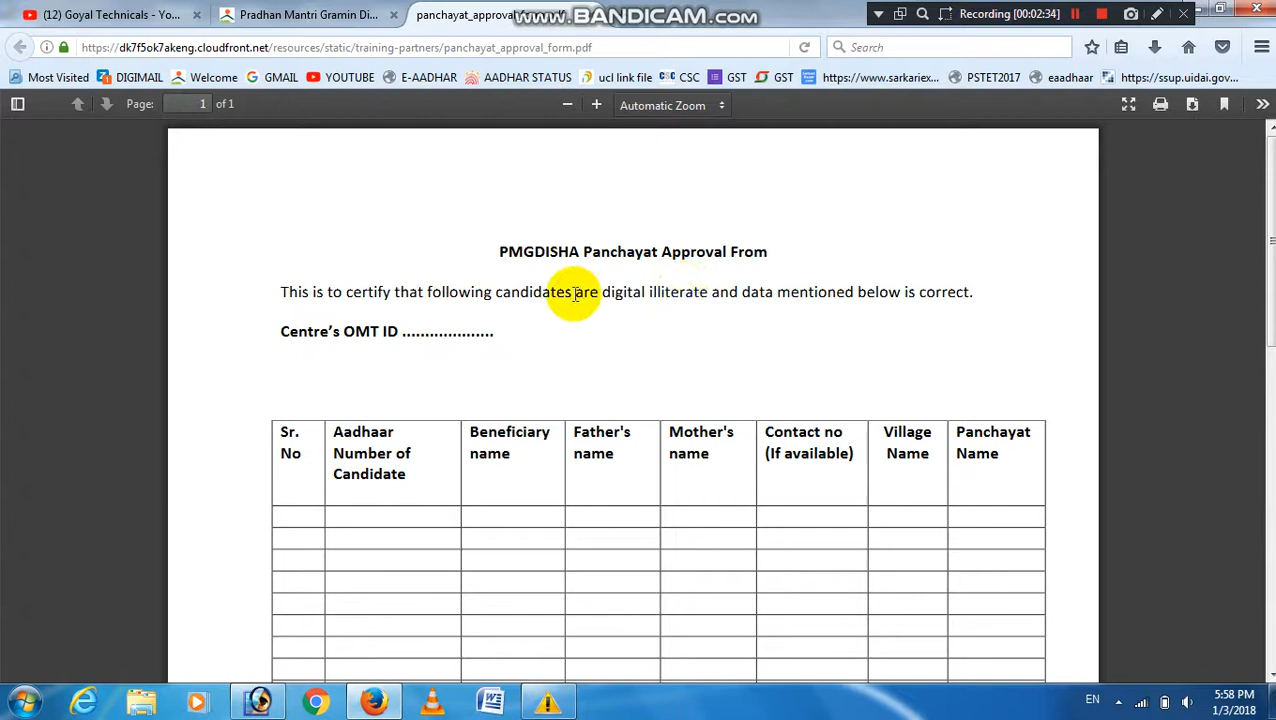 (12) Goyal Technicals - Yo...
Pradhan Mantri Gramin Di...
panchayat_approval_
www.BANDICAM.com
Recording [00:02:34]
https://dk7f5ok7akeng.cloudfront.net/resources/static/training-partners/panchayat_approval_form.pdf
Search
Most Visited
DIGIMAIL
Welcome
GMAIL
YOUTUBE
E-AADHAR
AADHAR STATUS
ucl link file
CSC
GST
GST
https://www.sarkariex...
PSTET2017
eaadhaar
https://ssup.uidai.gov...
Page: 1 of 1
Automatic Zoom
PMGDISHA Panchayat Approval From
This is to certify that following candidates are digital illiterate and data mentioned below is correct.
Centre's OMT ID ....................
Sr. No
Aadhaar Number of Candidate
Beneficiary name
Father's name
Mother's name
Contact no (If available)
Village Name
Panchayat Name
EN
5:58 PM
1/3/2018